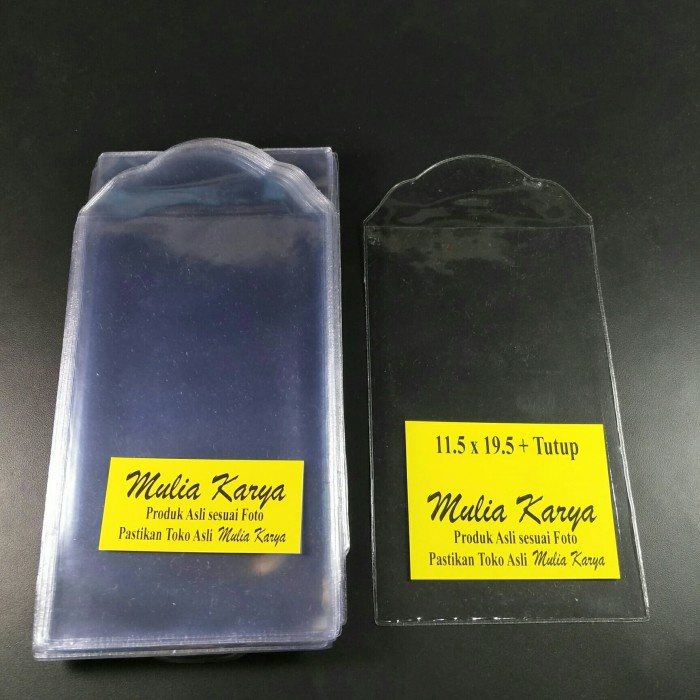 Mulia Karya
Produk Asli sesuai Foto
Pastikan Toko Asli Mulia Karya
11.5 x 19.5 + Tutup
Mulia Karya
Produk Asli sesuai Foto
Pastikan Toko Asli Mulia Karya